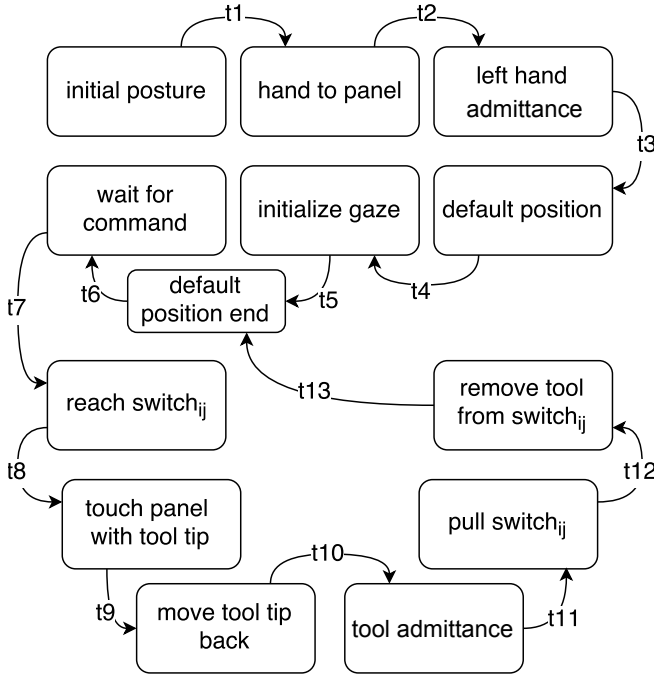 t1
t2
initial posture
hand to panel
left hand
admittance
t3
wait for
command
initialize gaze
default position
t4
t5
t6
default
position end
t7
t13
reach switchij
remove tool
from switchij
t8
t12
touch panel
with tool tip
pull switchij
t10
t9
t11
move tool tip
back
tool admittance